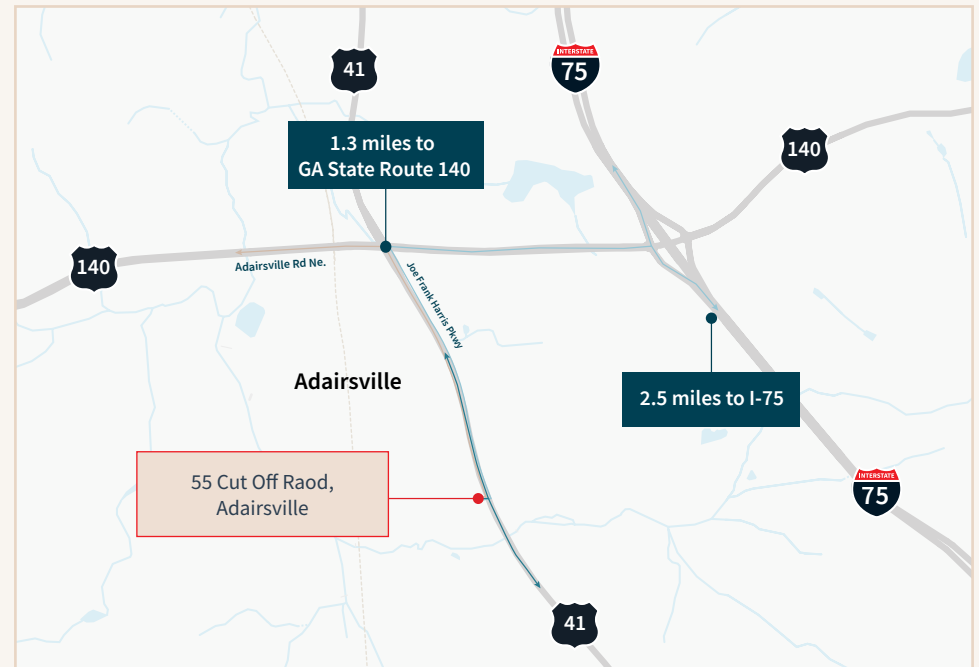 41
INTERSTATE
75
1.3 miles to
GA State Route 140
140
140
Adairsville Rd Ne.
Joe Frank Harris Pkwy
Adairsville
2.5 miles to I-75
55 Cut Off Raod,
Adairsville
INTERSTATE
75
41